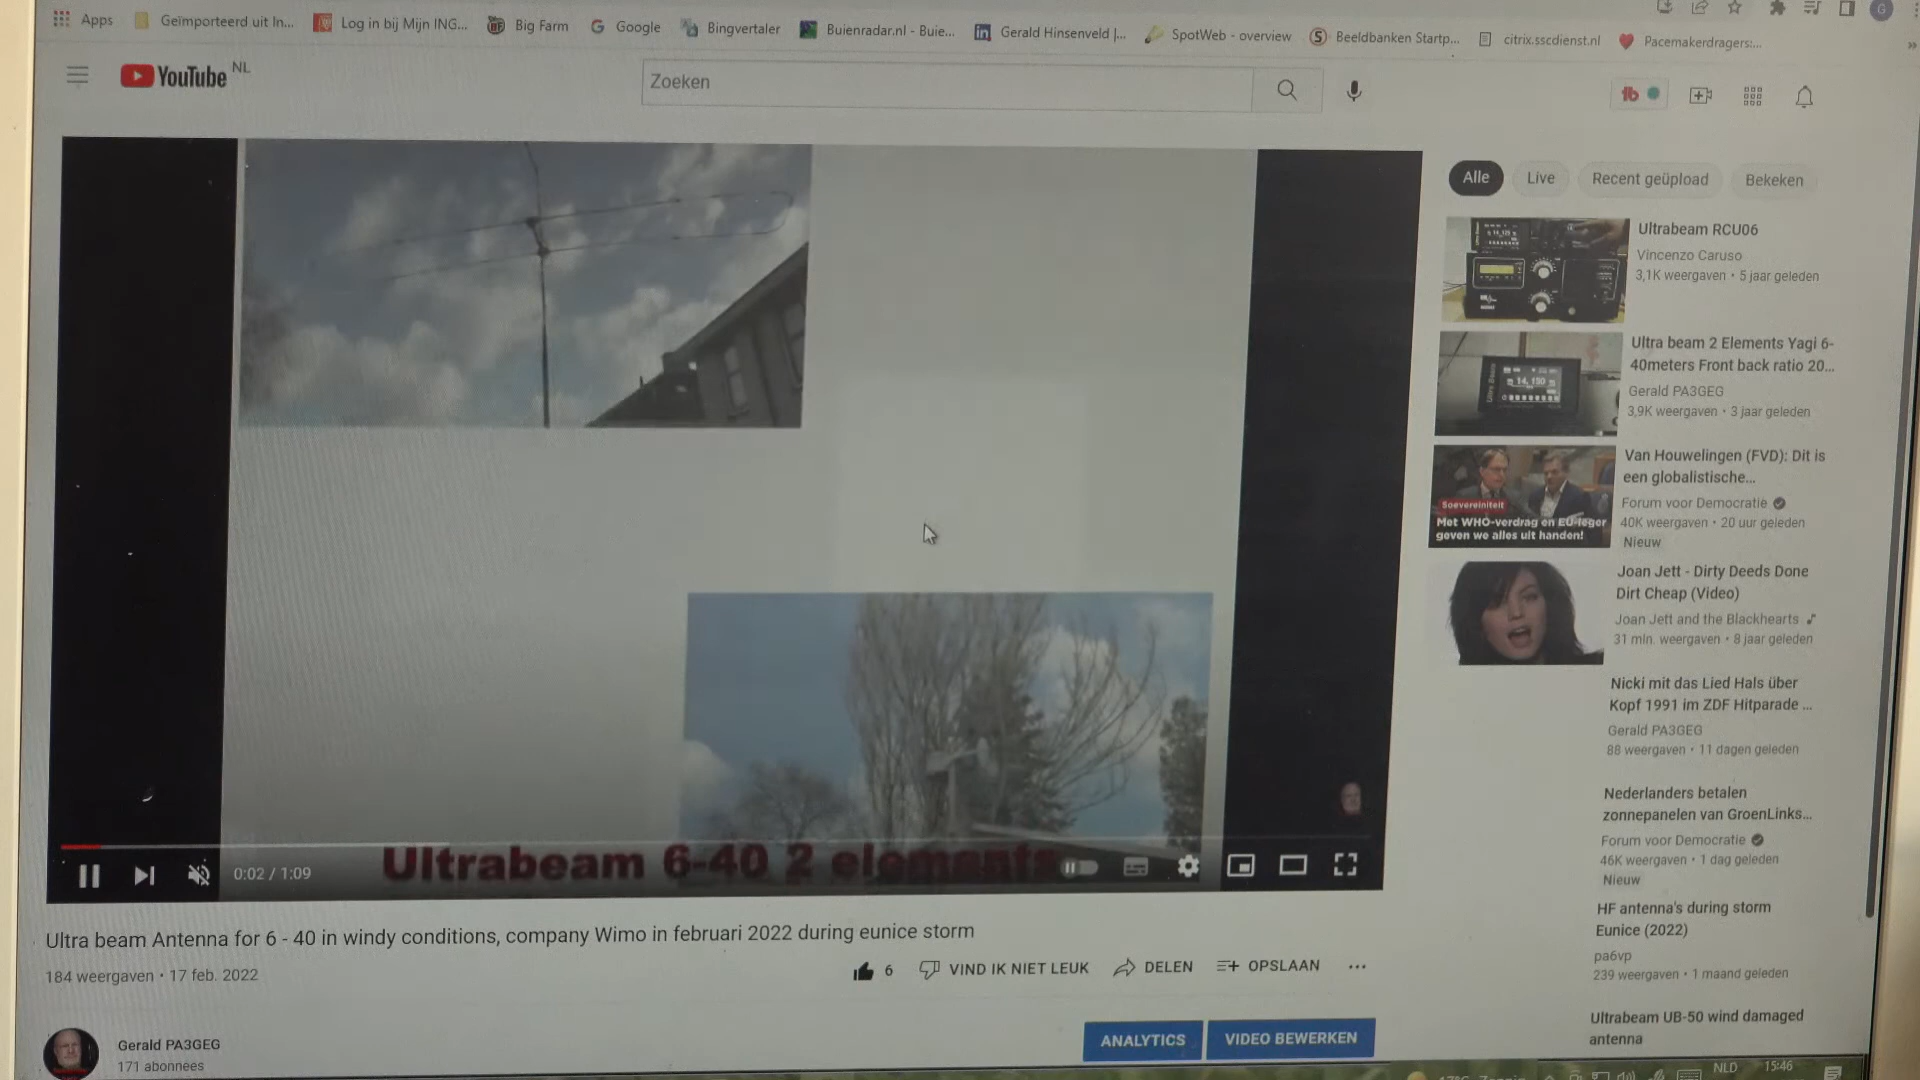 Apps Geïmporteerd uit In... Log in bij Mijn ING... Big Farm Google Bingvertaler Buienradar.nl - Buie... Gerald Hinsenveld |... SpotWeb - overview Beeldbanken Startp... citrix.sscdienst.nl Pacemakerdragers:... »
YouTube NL
Zoeken
G
Alle Live Recent geüpload Bekeken
Ultrabeam RCU06
Vincenzo Caruso
3,1K weergaven • 5 jaar geleden
Ultra beam 2 Elements Yagi 6-
40meters Front back ratio 20...
Gerald PA3GEG
3,9K weergaven • 3 jaar geleden
Soevereiniteit
Met WHO-verdrag en EU-leger
geven we alles uit handen!
Van Houwelingen (FVD): Dit is
een globalistische...
Forum voor Democratie
40K weergaven • 20 uur geleden
Nieuw
Joan Jett - Dirty Deeds Done
Dirt Cheap (Video)
Joan Jett and the Blackhearts
31 mln. weergaven • 8 jaar geleden
Nicki mit das Lied Hals über
Kopf 1991 im ZDF Hitparade ...
Gerald PA3GEG
88 weergaven • 11 dagen geleden
Nederlanders betalen
zonnepanelen van GroenLinks...
Forum voor Democratie
46K weergaven • 1 dag geleden
Nieuw
HF antenna's during storm
Eunice (2022)
pa6vp
239 weergaven • 1 maand geleden
Ultrabeam UB-50 wind damaged
antenna
Ultrabeam 6-40 2 elements
0:02 / 1:09
Ultra beam Antenna for 6 - 40 in windy conditions, company Wimo in februari 2022 during eunice storm
184 weergaven • 17 feb. 2022
6 VIND IK NIET LEUK DELEN OPSLAAN ...
Gerald PA3GEG
171 abonnees
ANALYTICS VIDEO BEWERKEN
NLD 15:46